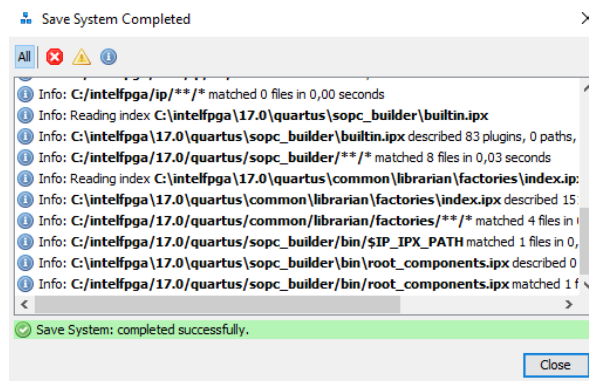 Save System Completed
All
Info: C:/intelfpga/ip/**/* matched 0 files in 0,00 seconds
Info: Reading index C:\intelfpga\17.0\quartus\sopc_builder\builtin.ipx
Info: C:\intelfpga\17.0\quartus\sopc_builder\builtin.ipx described 83 plugins, 0 paths,
Info: C:/intelfpga/17.0/quartus/sopc_builder/**/* matched 8 files in 0,03 seconds
Info: Reading index C:\intelfpga\17.0\quartus\common\librarian\factories\index.ip
Info: C:\intelfpga\17.0\quartus\common\librarian\factories\index.ipx described 15
Info: C:/intelfpga/17.0/quartus/common/librarian/factories/**/* matched 4 files in
Info: C:/intelfpga/17.0/quartus/sopc_builder/bin/$IP_IPX_PATH matched 1 files in 0,
Info: C:\intelfpga\17.0\quartus\sopc_builder\bin\root_components.ipx described 0
Info: C:/intelfpga/17.0/quartus/sopc_builder/bin/root_components.ipx matched 1 f
Save System: completed successfully.
Close